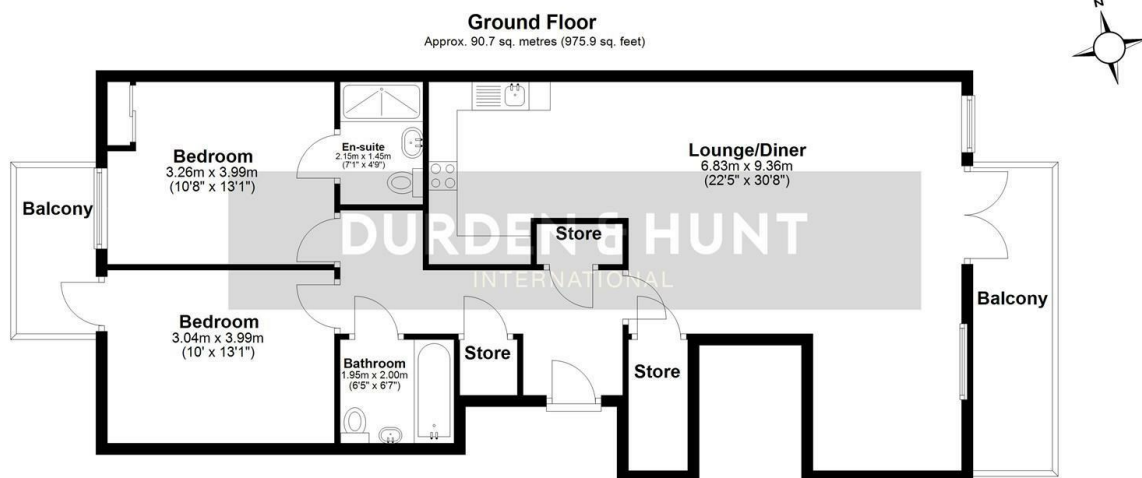 Ground Floor
Approx. 90.7 sq. metres (975.9 sq. feet)
N
Bedroom
3.26m x 3.99m
(10'8" x 13'1")
En-suite
2.15m x 1.45m
(7'1" x 4'9")
Lounge/Diner
6.83m x 9.36m
(22'5" x 30'8")
Balcony
DURDEN & HUNT
INTERNATIONAL
Store
Balcony
Bedroom
3.04m x 3.99m
(10' x 13'1")
Bathroom
1.95m x 2.00m
(6'5" x 6'7")
Store
Store